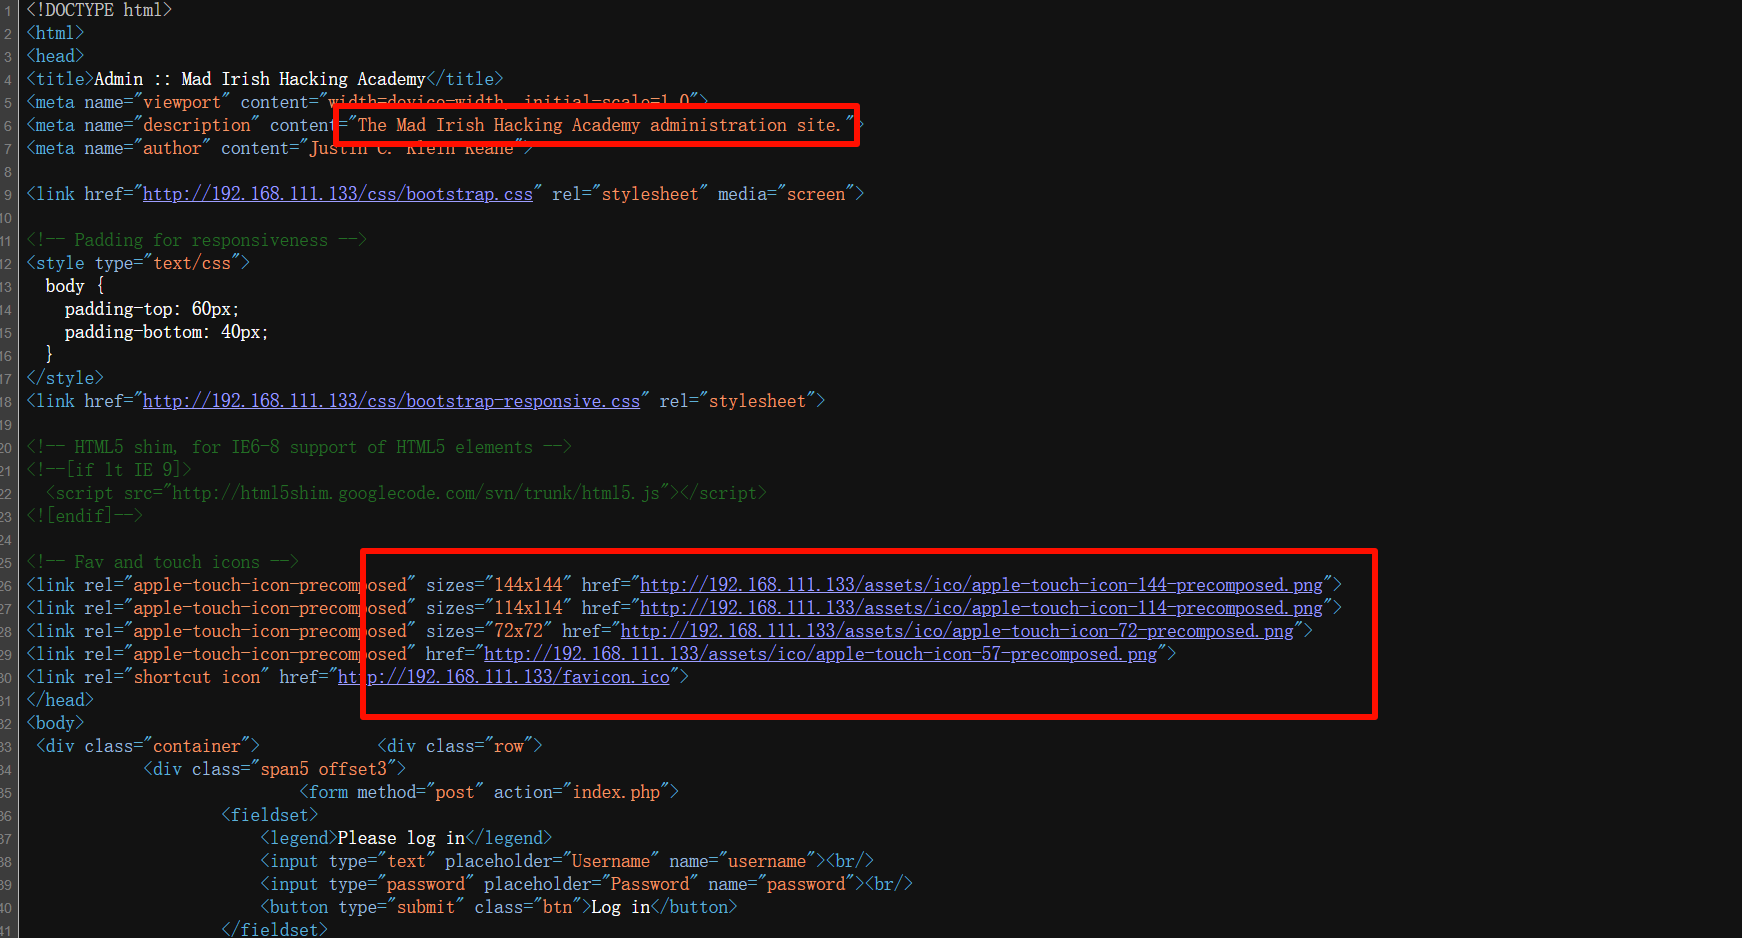 1 <!DOCTYPE html>
2 <html>
3 <head>
4 <title>Admin :: Mad Irish Hacking Academy</title>
5 <meta name="viewport" content="width=device-width, initial-scale=1.0">
6 <meta name="description" content="The Mad Irish Hacking Academy administration site.">
7 <meta name="author" content="Justin C. Klein Keane">
8
9 <link href="http://192.168.111.133/css/bootstrap.css" rel="stylesheet" media="screen">
10
11 <!-- Padding for responsiveness -->
12 <style type="text/css">
13 body {
14 padding-top: 60px;
15 padding-bottom: 40px;
16 }
17 </style>
18 <link href="http://192.168.111.133/css/bootstrap-responsive.css" rel="stylesheet">
19
20 <!-- HTML5 shim, for IE6-8 support of HTML5 elements -->
21 <!--[if lt IE 9]>
22 <script src="http://html5shim.googlecode.com/svn/trunk/html5.js"></script>
23 <![endif]-->
24
25 <!-- Fav and touch icons -->
26 <link rel="apple-touch-icon-precomposed" sizes="144x144" href="http://192.168.111.133/assets/ico/apple-touch-icon-144-precomposed.png">
27 <link rel="apple-touch-icon-precomposed" sizes="114x114" href="http://192.168.111.133/assets/ico/apple-touch-icon-114-precomposed.png">
28 <link rel="apple-touch-icon-precomposed" sizes="72x72" href="http://192.168.111.133/assets/ico/apple-touch-icon-72-precomposed.png">
29 <link rel="apple-touch-icon-precomposed" href="http://192.168.111.133/assets/ico/apple-touch-icon-57-precomposed.png">
30 <link rel="shortcut icon" href="http://192.168.111.133/favicon.ico">
31 </head>
32 <body>
33 <div class="container"> <div class="row">
34 <div class="span5 offset3">
35 <form method="post" action="index.php">
36 <fieldset>
37 <legend>Please log in</legend>
38 <input type="text" placeholder="Username" name="username"><br/>
39 <input type="password" placeholder="Password" name="password"><br/>
40 <button type="submit" class="btn">Log in</button>
41 </fieldset>